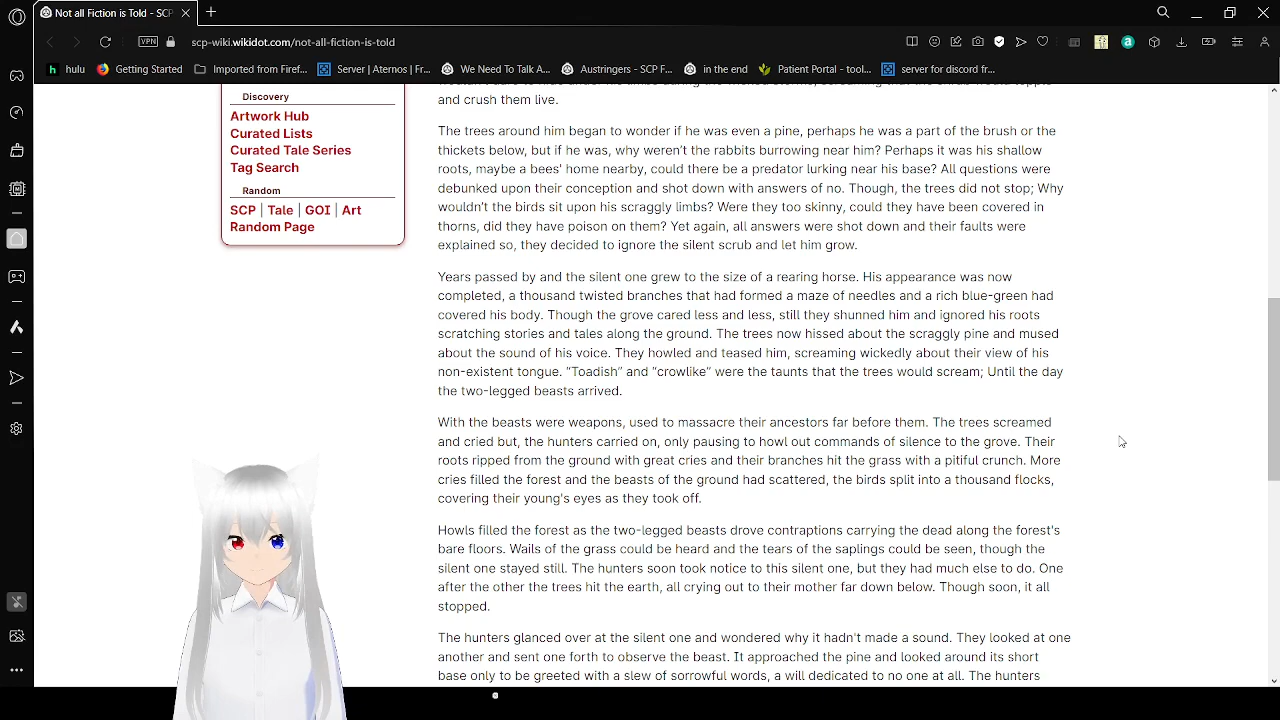 Not all Fiction is Told - SCP
VPN
scp-wiki.wikidot.com/not-all-fiction-is-told
hulu
Getting Started
Imported from Firef...
Server | Aternos | Fr...
We Need To Talk A...
Austringers - SCP F...
in the end
Patient Portal - tool...
server for discord fr...
Discovery
Artwork Hub
Curated Lists
Curated Tale Series
Tag Search
Random
SCP | Tale | GOI | Art
Random Page
and crush them live.
The trees around him began to wonder if he was even a pine, perhaps he was a part of the brush or the
thickets below, but if he was, why weren't the rabbits burrowing near him? Perhaps it was his shallow
roots, maybe a bees' home nearby, could there be a predator lurking near his base? All questions were
debunked upon their conception and shot down with answers of no. Though, the trees did not stop; Why
wouldn't the birds sit upon his scraggly limbs? Were they too skinny, could they have been covered in
thorns, did they have poison on them? Yet again, all answers were shot down and their faults were
explained so, they decided to ignore the silent scrub and let him grow.
Years passed by and the silent one grew to the size of a rearing horse. His appearance was now
completed, a thousand twisted branches that had formed a maze of needles and a rich blue-green had
covered his body. Though the grove cared less and less, still they shunned him and ignored his roots
scratching stories and tales along the ground. The trees now hissed about the scraggly pine and mused
about the sound of his voice. They howled and teased him, screaming wickedly about their view of his
non-existent tongue. “Toadish” and “crowlike” were the taunts that the trees would scream; Until the day
the two-legged beasts arrived.
With the beasts were weapons, used to massacre their ancestors far before them. The trees screamed
and cried but, the hunters carried on, only pausing to howl out commands of silence to the grove. Their
roots ripped from the ground with great cries and their branches hit the grass with a pitiful crunch. More
cries filled the forest and the beasts of the ground had scattered, the birds split into a thousand flocks,
covering their young's eyes as they took off.
Howls filled the forest as the two-legged beasts drove contraptions carrying the dead along the forest's
bare floors. Wails of the grass could be heard and the tears of the saplings could be seen, though the
silent one stayed still. The hunters soon took notice to this silent one, but they had much else to do. One
after the other the trees hit the earth, all crying out to their mother far down below. Though soon, it all
stopped.
The hunters glanced over at the silent one and wondered why it hadn't made a sound. They looked at one
another and sent one forth to observe the beast. It approached the pine and looked around its short
base only to be greeted with a slew of sorrowful words, a will dedicated to no one at all. The hunters